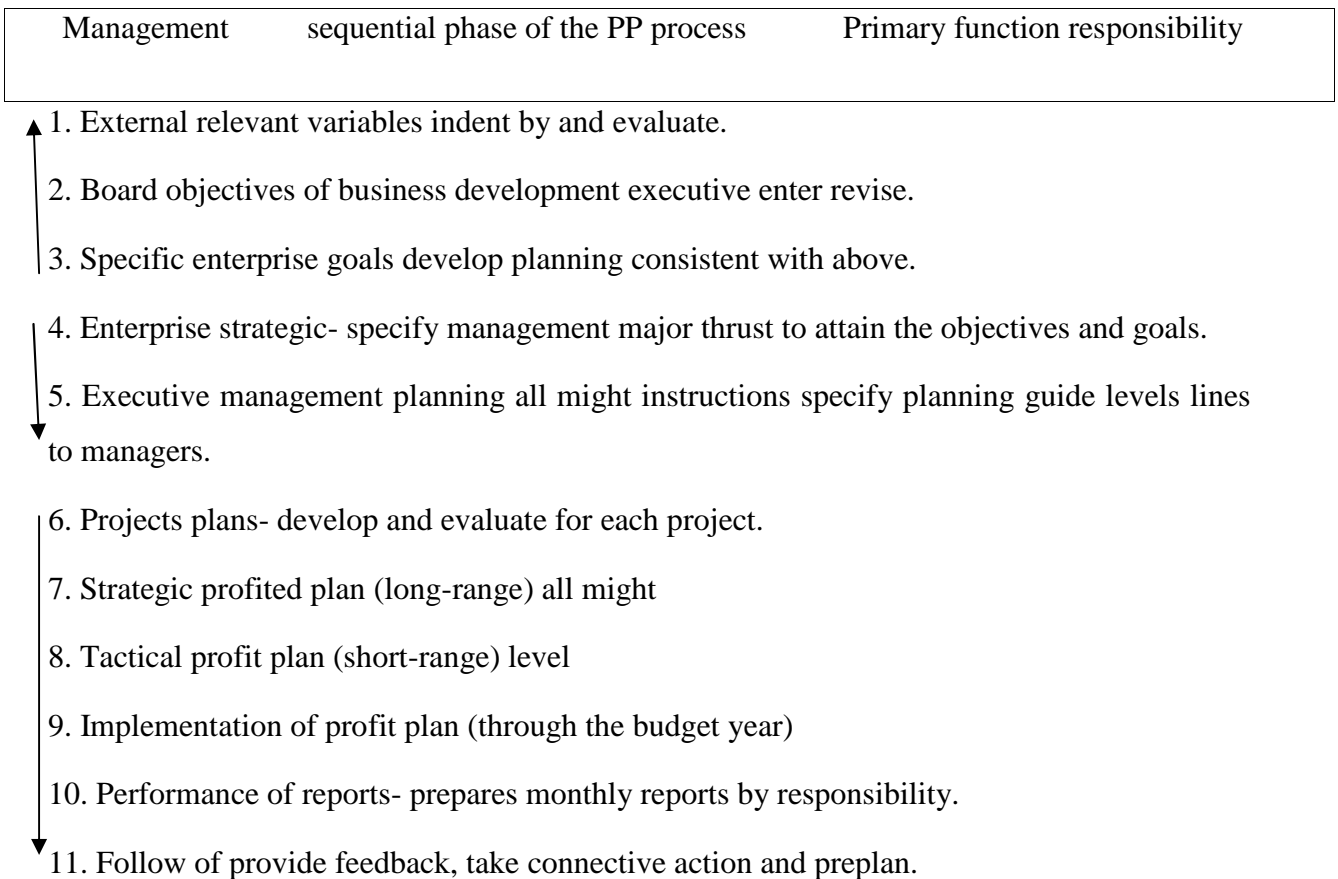 Management sequential phase of the PP process Primary function responsibility
1. External relevant variables indent by and evaluate.
2. Board objectives of business development executive enter revise.
3. Specific enterprise goals develop planning consistent with above.
4. Enterprise strategic- specify management major thrust to attain the objectives and goals.
5. Executive management planning all might instructions specify planning guide levels lines
to managers.
6. Projects plans- develop and evaluate for each project.
7. Strategic profited plan (long-range) all might
8. Tactical profit plan (short-range) level
9. Implementation of profit plan (through the budget year)
10. Performance of reports- prepares monthly reports by responsibility.
11. Follow of provide feedback, take connective action and preplan.